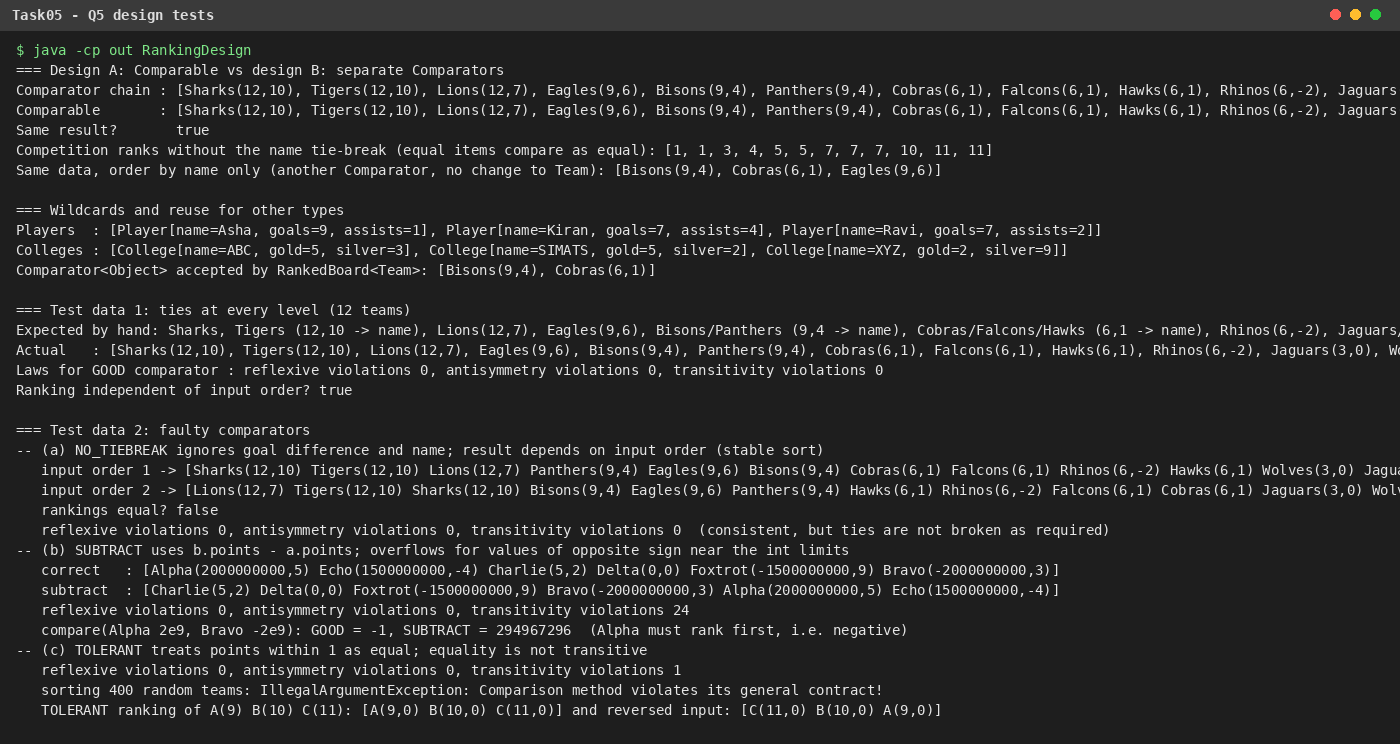 Task05 - Q5 design tests
$ java -cp out RankingDesign
=== Design A: Comparable vs design B: separate Comparators
Comparator chain : [Sharks(12,10), Tigers(12,10), Lions(12,7), Eagles(9,6), Bisons(9,4), Panthers(9,4), Cobras(6,1), Falcons(6,1), Hawks(6,1), Rhinos(6,-2), Jaguars
Comparable       : [Sharks(12,10), Tigers(12,10), Lions(12,7), Eagles(9,6), Bisons(9,4), Panthers(9,4), Cobras(6,1), Falcons(6,1), Hawks(6,1), Rhinos(6,-2), Jaguars
Same result?       true
Competition ranks without the name tie-break (equal items compare as equal): [1, 1, 3, 4, 5, 5, 7, 7, 7, 10, 11, 11]
Same data, order by name only (another Comparator, no change to Team): [Bisons(9,4), Cobras(6,1), Eagles(9,6)]
=== Wildcards and reuse for other types
Players  : [Player[name=Asha, goals=9, assists=1], Player[name=Kiran, goals=7, assists=4], Player[name=Ravi, goals=7, assists=2]]
Colleges : [College[name=ABC, gold=5, silver=3], College[name=SIMATS, gold=5, silver=2], College[name=XYZ, gold=2, silver=9]]
Comparator<Object> accepted by RankedBoard<Team>: [Bisons(9,4), Cobras(6,1)]
=== Test data 1: ties at every level (12 teams)
Expected by hand: Sharks, Tigers (12,10 -> name), Lions(12,7), Eagles(9,6), Bisons/Panthers (9,4 -> name), Cobras/Falcons/Hawks (6,1 -> name), Rhinos(6,-2), Jaguars/
Actual   : [Sharks(12,10), Tigers(12,10), Lions(12,7), Eagles(9,6), Bisons(9,4), Panthers(9,4), Cobras(6,1), Falcons(6,1), Hawks(6,1), Rhinos(6,-2), Jaguars(3,0), Wo
Laws for GOOD comparator : reflexive violations 0, antisymmetry violations 0, transitivity violations 0
Ranking independent of input order? true
=== Test data 2: faulty comparators
-- (a) NO_TIEBREAK ignores goal difference and name; result depends on input order (stable sort)
   input order 1 -> [Sharks(12,10) Tigers(12,10) Lions(12,7) Panthers(9,4) Eagles(9,6) Bisons(9,4) Cobras(6,1) Falcons(6,1) Rhinos(6,-2) Hawks(6,1) Wolves(3,0) Jagua
   input order 2 -> [Lions(12,7) Tigers(12,10) Sharks(12,10) Bisons(9,4) Eagles(9,6) Panthers(9,4) Hawks(6,1) Rhinos(6,-2) Falcons(6,1) Cobras(6,1) Jaguars(3,0) Wolv
   rankings equal? false
   reflexive violations 0, antisymmetry violations 0, transitivity violations 0  (consistent, but ties are not broken as required)
-- (b) SUBTRACT uses b.points - a.points; overflows for values of opposite sign near the int limits
   correct   : [Alpha(2000000000,5) Echo(1500000000,-4) Charlie(5,2) Delta(0,0) Foxtrot(-1500000000,9) Bravo(-2000000000,3)]
   subtract  : [Charlie(5,2) Delta(0,0) Foxtrot(-1500000000,9) Bravo(-2000000000,3) Alpha(2000000000,5) Echo(1500000000,-4)]
   reflexive violations 0, antisymmetry violations 0, transitivity violations 24
   compare(Alpha 2e9, Bravo -2e9): GOOD = -1, SUBTRACT = 294967296  (Alpha must rank first, i.e. negative)
-- (c) TOLERANT treats points within 1 as equal; equality is not transitive
   reflexive violations 0, antisymmetry violations 0, transitivity violations 1
   sorting 400 random teams: IllegalArgumentException: Comparison method violates its general contract!
   TOLERANT ranking of A(9) B(10) C(11): [A(9,0) B(10,0) C(11,0)] and reversed input: [C(11,0) B(10,0) A(9,0)]